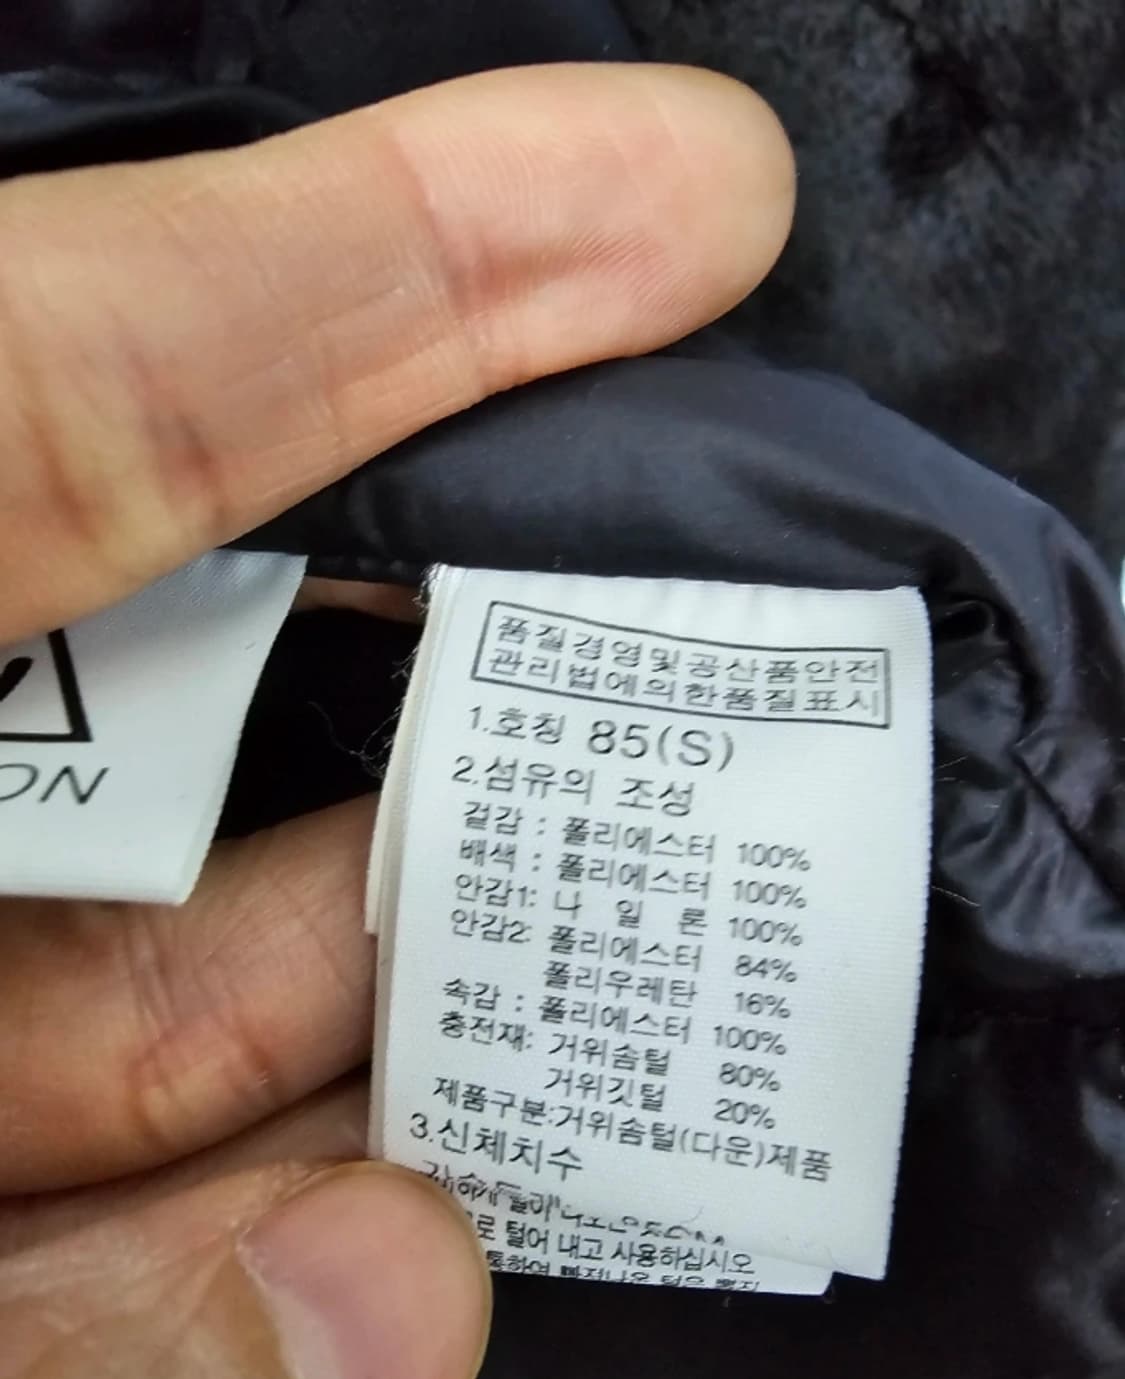 ON
품질경영및공산품안전
관리법에의한품질표시
1.호칭 85(S)
2.섬유의 조성
겉감 : 폴리에스터 100%
배색 : 폴리에스터 100%
안감1: 나 일 론 100%
안감2: 폴리에스터 84%
폴리우레탄 16%
속감 : 폴리에스터 100%
충전재: 거위솜털 80%
거위깃털 20%
제품구분:거위솜털(다운)제품
3.신체치수
로 털어 내고 사용하십시오